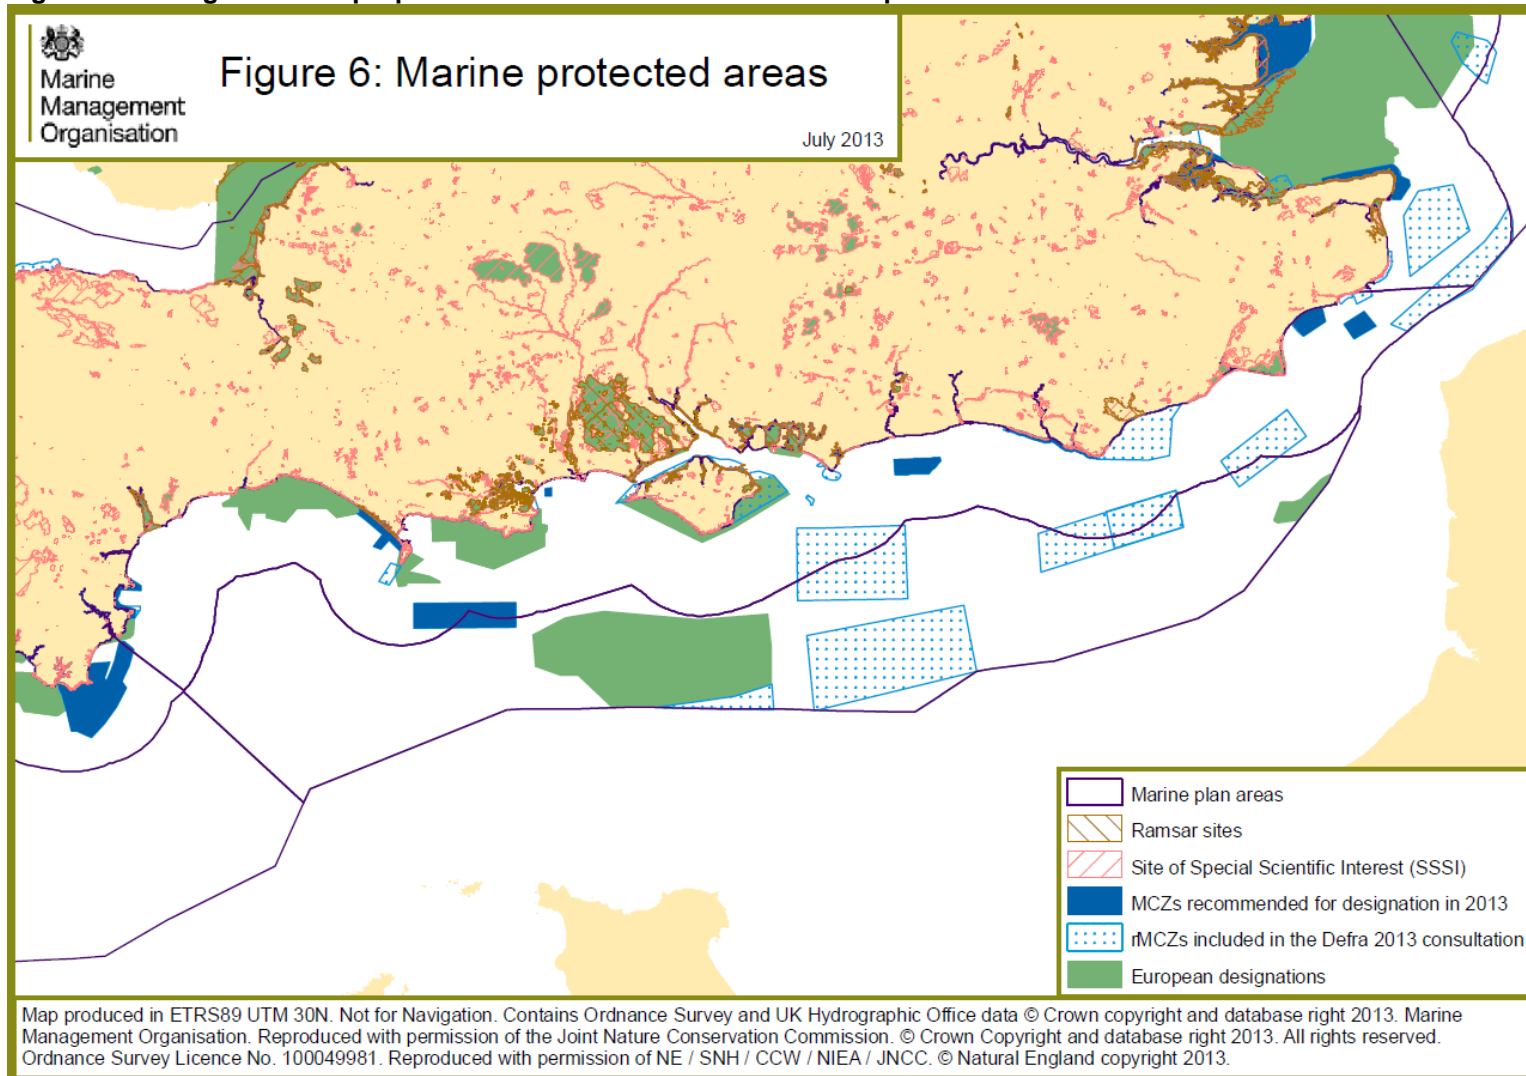 Marine
Management
Organisation
Figure 6: Marine protected areas
July 2013
Marine plan areas
Ramsar sites
Site of Special Scientific Interest (SSSI)
MCZs recommended for designation in 2013
rMCZs included in the Defra 2013 consultation
European designations
Map produced in ETRS89 UTM 30N. Not for Navigation. Contains Ordnance Survey and UK Hydrographic Office data © Crown copyright and database right 2013. Marine
Management Organisation. Reproduced with permission of the Joint Nature Conservation Commission. © Crown Copyright and database right 2013. All rights reserved.
Ordnance Survey Licence No. 100049981. Reproduced with permission of NE / SNH / CCW / NIEA / JNCC. © Natural England copyright 2013.